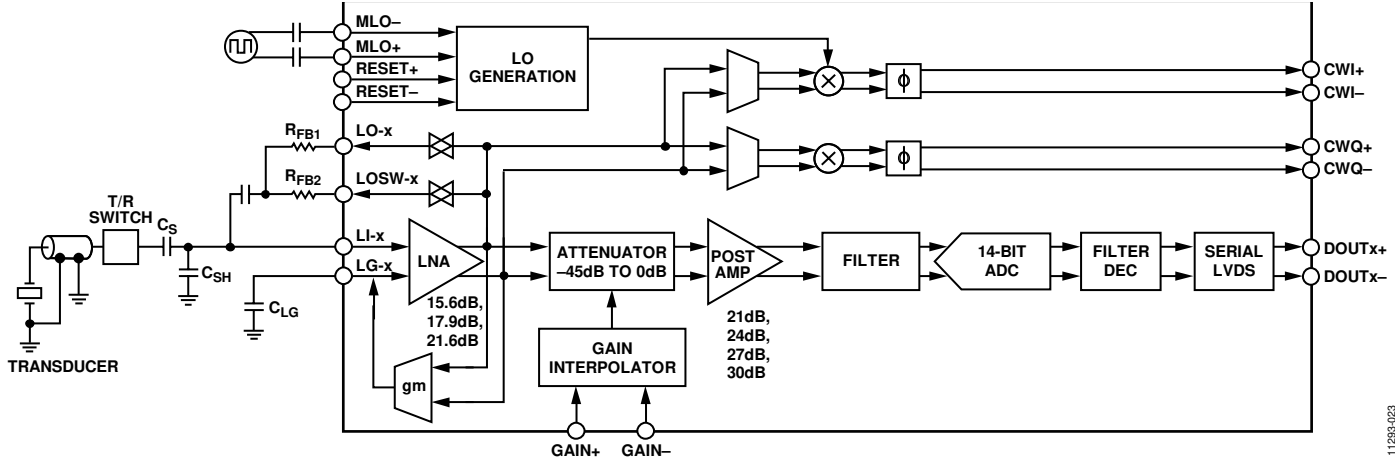 MLO–
MLO+
RESET+
RESET–
LO
GENERATION
CWI+
CWI–
RFB1
LO-x
RFB2
LOSW-x
ϕ
ϕ
CWQ+
CWQ–
T/R
SWITCH
CS
CSH
CLG
TRANSDUCER
LI-x
LG-x
LNA
15.6dB,
17.9dB,
21.6dB
gm
ATTENUATOR
–45dB TO 0dB
GAIN
INTERPOLATOR
GAIN+
GAIN–
POST
AMP
21dB,
24dB,
27dB,
30dB
FILTER
14-BIT
ADC
FILTER
DEC
SERIAL
LVDS
DOUTx+
DOUTx–
11293-023